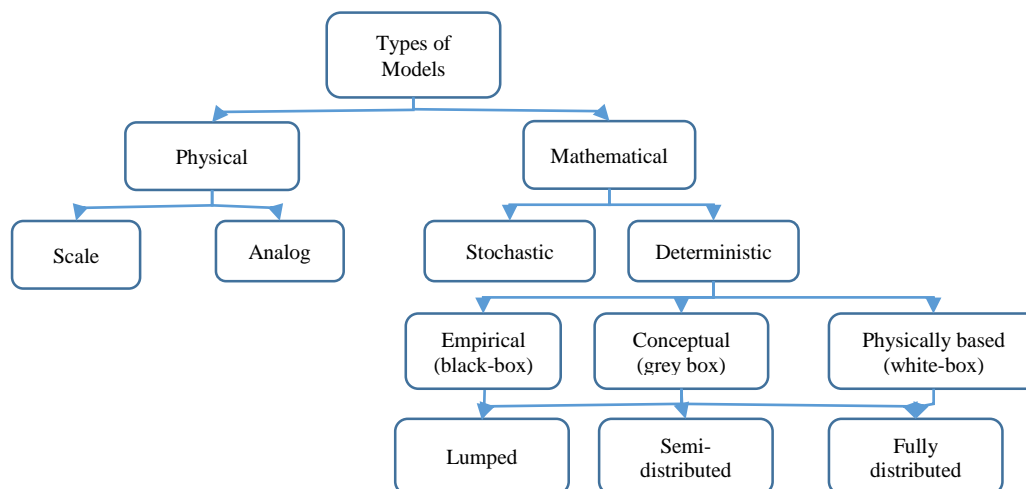 Types of
Models
Physical
Mathematical
Scale
Analog
Stochastic
Deterministic
Empirical
(black-box)
Conceptual
(grey box)
Physically based
(white-box)
Lumped
Semi-
distributed
Fully
distributed